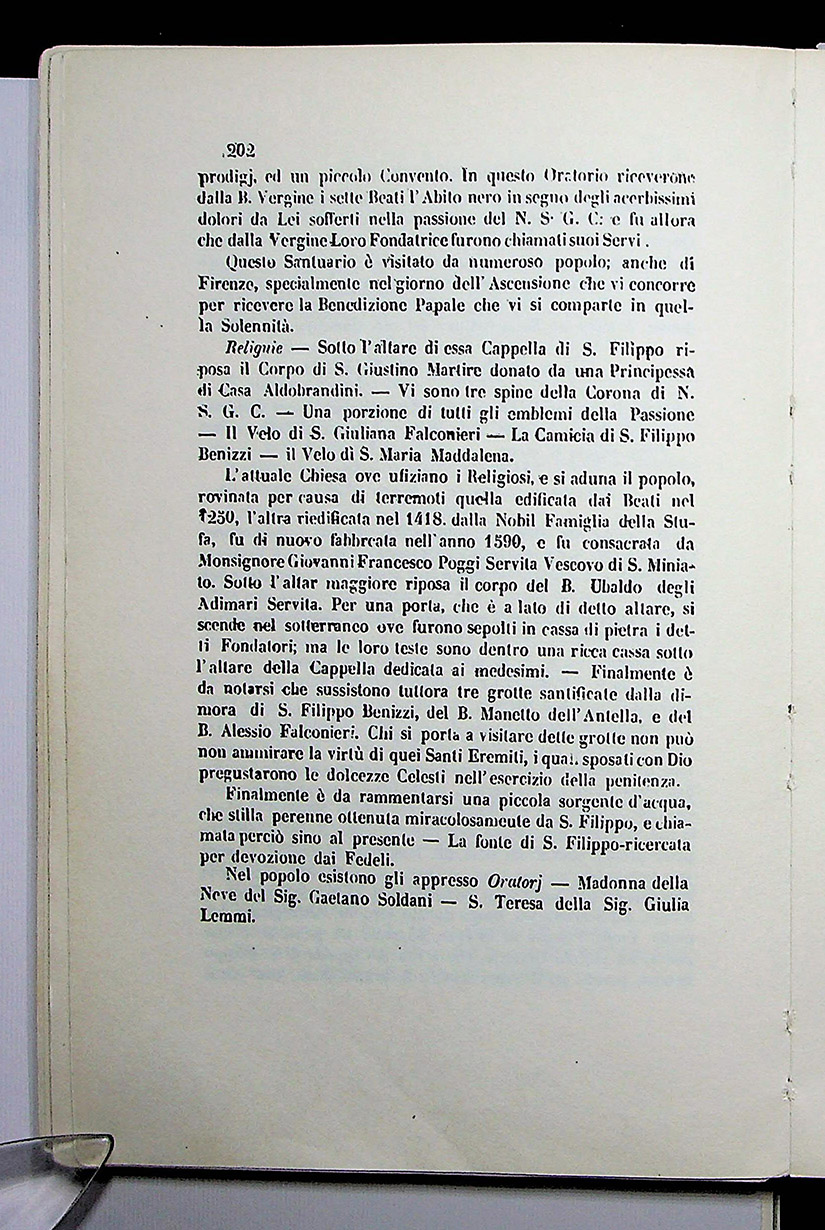 202
prodigj, ed un piccolo Convento. In questo Oratorio riceverono
dalla B. Vergine i sette Beati l'Abito nero in segno degli acerbissimi
dolori da Lei sofferti nella passione del N. S. G. C: e fu allora
che dalla Vergine Loro Fondatrice furono chiamati suoi Servi.
Questo Santuario è visitato da numeroso popolo; anche di
Firenze, specialmente nel giorno dell'Ascensione che vi concorre
per ricevere la Benedizione Papale che vi si comparte in quel-
la Solennità.
Reliquie — Sotto l'altare di essa Cappella di S. Filippo ri-
posa il Corpo di S. Giustino Martire donato da una Principessa
di Casa Aldobrandini. — Vi sono tre spine della Corona di N.
S. G. C. — Una porzione di tutti gli emblemi della Passione
— Il Velo di S. Giuliana Falconieri — La Camicia di S. Filippo
Benizzi — il Velo dì S. Maria Maddalena.
L'attuale Chiesa ove ufiziano i Religiosi, e si aduna il popolo,
rovinata per causa di terremoti quella edificata dai Beati nel
1250, l'altra riedificata nel 1418. dalla Nobil Famiglia della Stu-
fa, fu di nuovo fabbreata nell'anno 1590, e fu consacrata da
Monsignore Giovanni Francesco Poggi Servita Vescovo di S. Minia-
to. Sotto l'altar maggiore riposa il corpo del B. Ubaldo degli
Adimari Servita. Per una porta, che è a lato di detto altare, si
scende nel sotterraneo ove furono sepolti in cassa di pietra i det-
ti Fondatori; ma le loro teste sono dentro una ricca cassa sotto
l'altare della Cappella dedicata ai medesimi. — Finalmente è
da notarsi che sussistono tuttora tre grotte santificate dalla di-
mora di S. Filippo Benizzi, del B. Manetto dell'Antella, e del
B. Alessio Falconieri. Chi si porta a visitare dette grotte non può
non ammirare la virtù di quei Santi Eremiti, i quali sposati con Dio
pregustarono le dolcezze Celesti nell'esercizio della penitenza.
Finalmente è da rammentarsi una piccola sorgente d'acqua,
che stilla perenne ottenuta miracolosamente da S. Filippo, e chia-
mata perciò sino al presente — La fonte di S. Filippo-ricercata
per devozione dai Fedeli.
Nel popolo esistono gli appresso Oratorj — Madonna della
Neve del Sig. Gaetano Soldani — S. Teresa della Sig. Giulia
Lemmi.